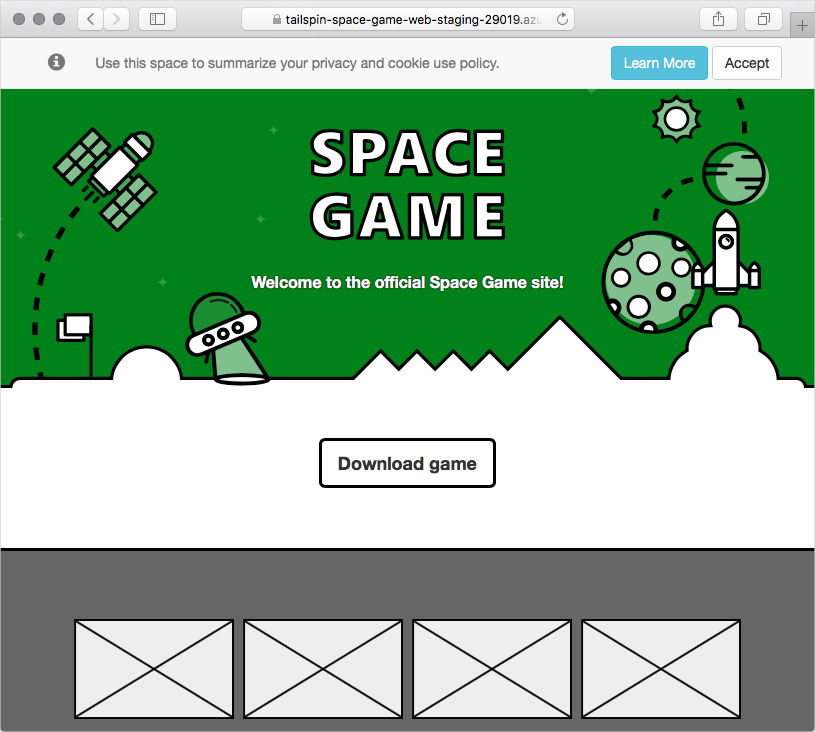 tailspin-space-game-web-staging-29019.azu
Use this space to summarize your privacy and cookie use policy.
Learn More
Accept
SPACE
GAME
Welcome to the official Space Game site!
Download game